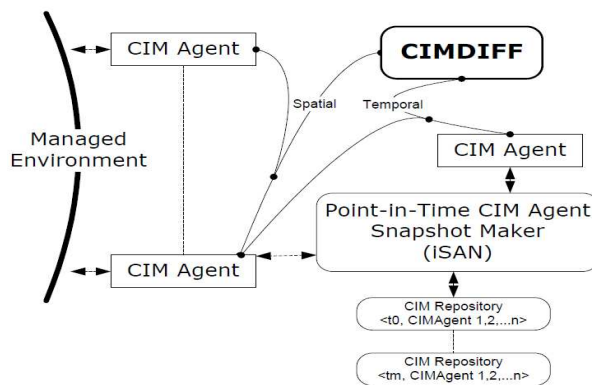 CIM Agent
CIMDIFF
Spatial
Temporal
Managed
Environment
CIM Agent
Point-in-Time CIM Agent
Snapshot Maker
(iSAN)
CIM Agent
CIM Repository
<t0, CIMAgent 1,2,...n>
CIM Repository
<tm, CIMAgent 1,2,...n>